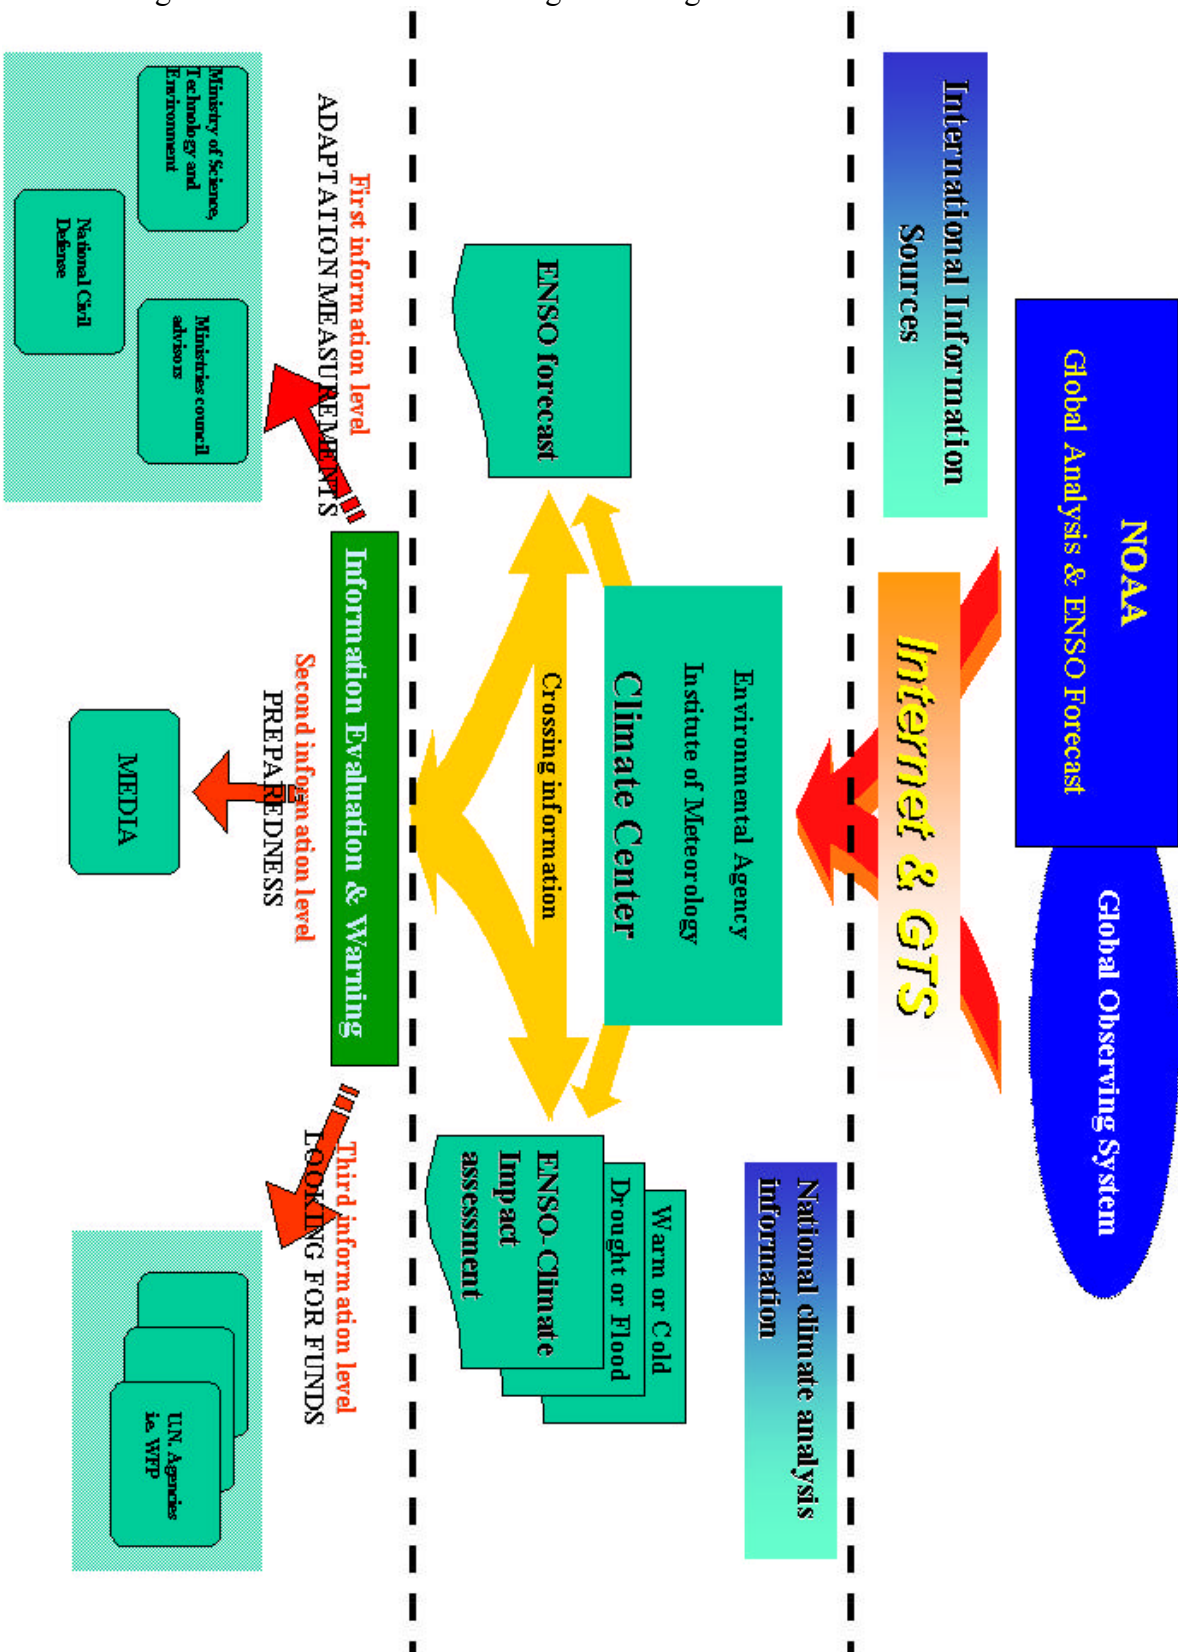 NOAA
Global Analysis & ENSO Forecast
Global Observing System
International Information
Sources
Internet & GTS
National climate analysis
information
Environmental Agency
Institute of Meteorology
Climate Center
ENSO forecast
Crossing information
Warm or Cold
Drought or Flood
ENSO-Climate
Impact
assessment
Information Evaluation & Warning
First information level
ADAPTATION MEASUREMENTS
Second information level
PREPAREDNESS
Third information level
LOOKING FOR FUNDS
Ministry of Science,
Technology and
Environment
Ministries council
advisors
National Civil
Defense
MEDIA
U.N. Agencies
i.e. WFP